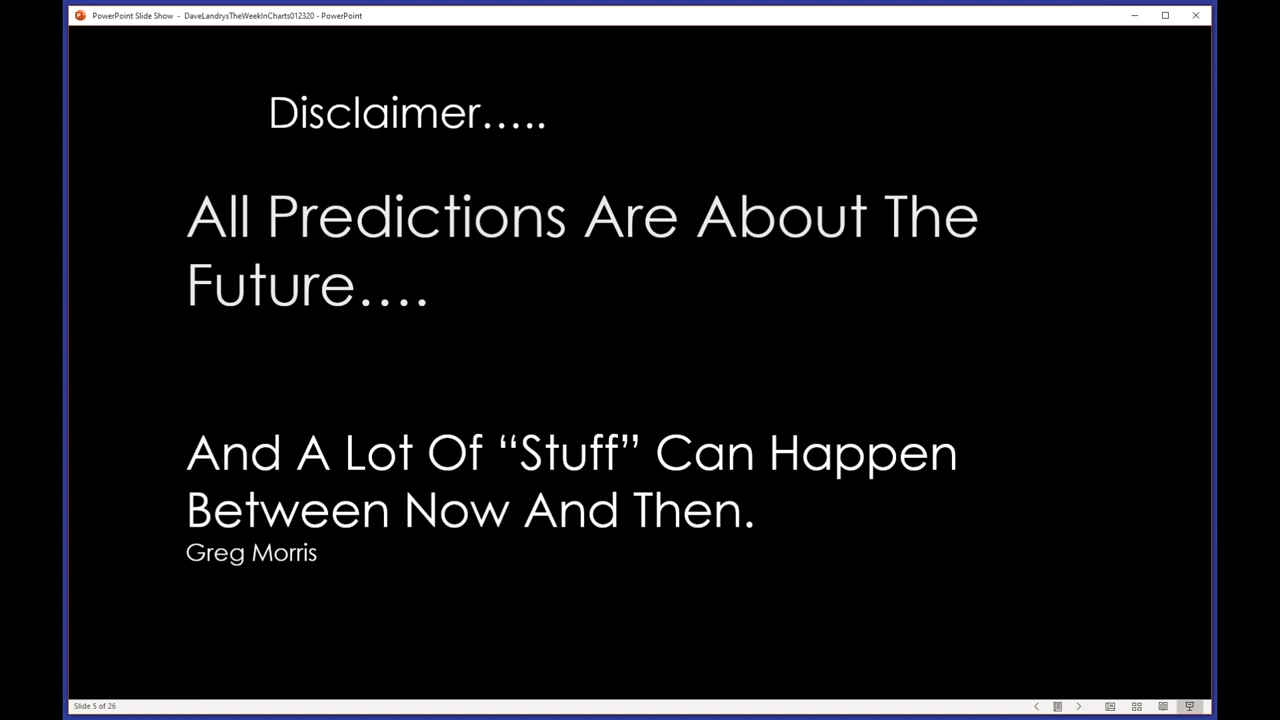 PowerPoint Slide Show - DaveLandrysTheWeekInCharts012320 - PowerPoint
Disclaimer.....
All Predictions Are About The
Future....
And A Lot Of “Stuff” Can Happen
Between Now And Then.
Greg Morris
Slide 5 of 26